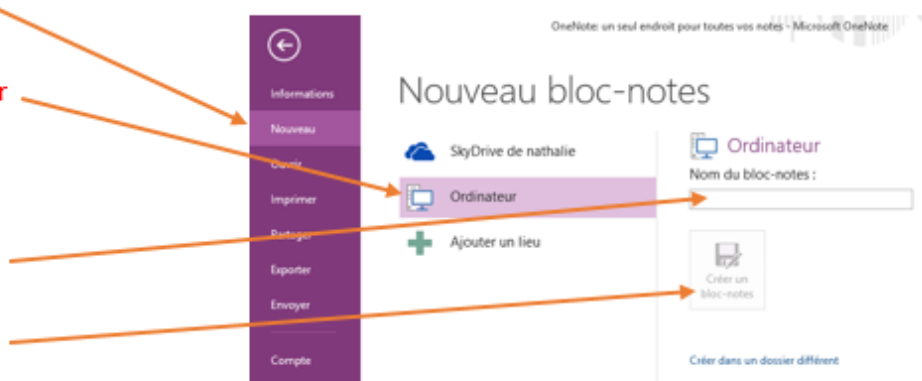 OneNote: un seul endroit pour toutes vos notes - Microsoft OneNote
r
Informations
Nouveau
Ouvrir
Imprimer
Partager
Exporter
Envoyer
Compte
Nouveau bloc-notes
SkyDrive de nathalie
Ordinateur
Ajouter un lieu
Ordinateur
Nom du bloc-notes :
Créer un
bloc-notes
Créer dans un dossier différent